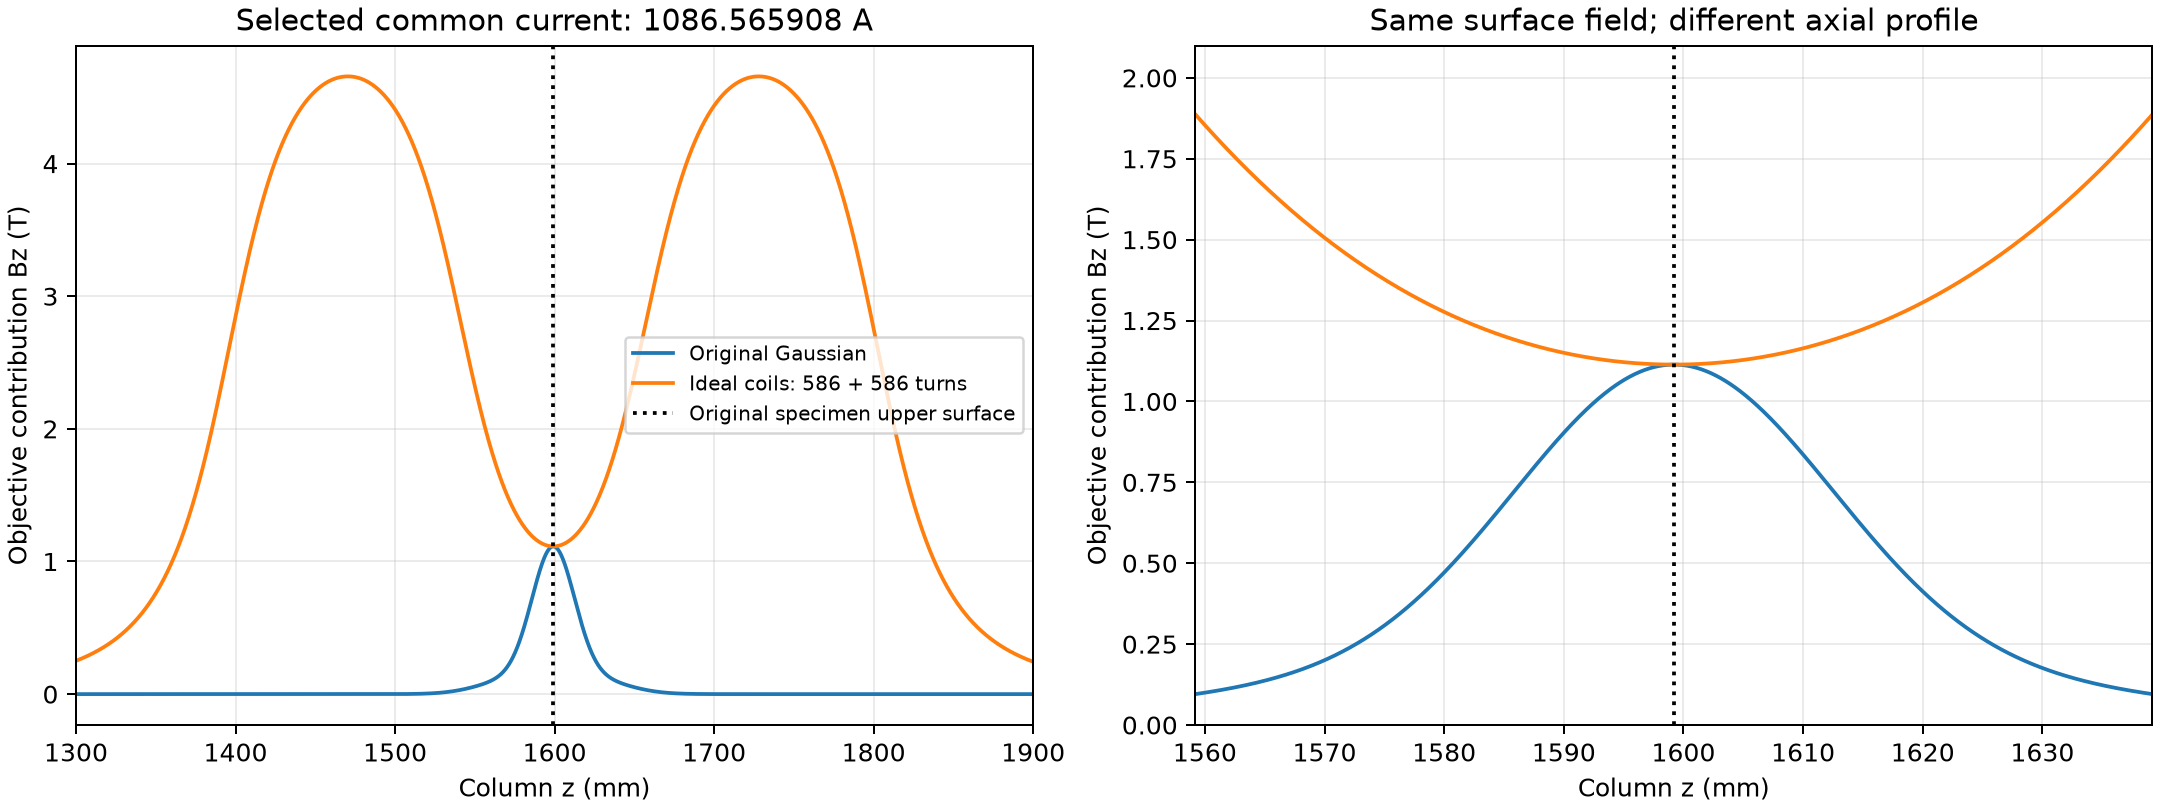 Selected common current: 1086.565908 A
Objective contribution Bz (T)
4
3
2
1
0
Original Gaussian
Ideal coils: 586 + 586 turns
Original specimen upper surface
1300 1400 1500 1600 1700 1800 1900
Column z (mm)
Same surface field; different axial profile
Objective contribution Bz (T)
2.00
1.75
1.50
1.25
1.00
0.75
0.50
0.25
0.00
1560 1570 1580 1590 1600 1610 1620 1630
Column z (mm)